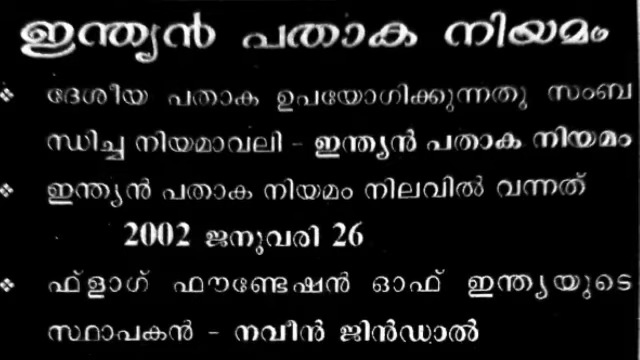 ഇന്ത്യൻ പതാക നിയമം
❖ ദേശീയ പതാക ഉപയോഗിക്കുന്നതു സംബ
ന്ധിച്ച നിയമാവലി - ഇന്ത്യൻ പതാക നിയമം
❖ ഇന്ത്യൻ പതാക നിയമം നിലവിൽ വന്നത്
2002 ജനുവരി 26
❖ ഫ്ളാഗ് ഫൗണ്ടേഷൻ ഓഫ് ഇന്ത്യയുടെ
സ്ഥാപകൻ - നവീൻ ജിൻഡാൽ